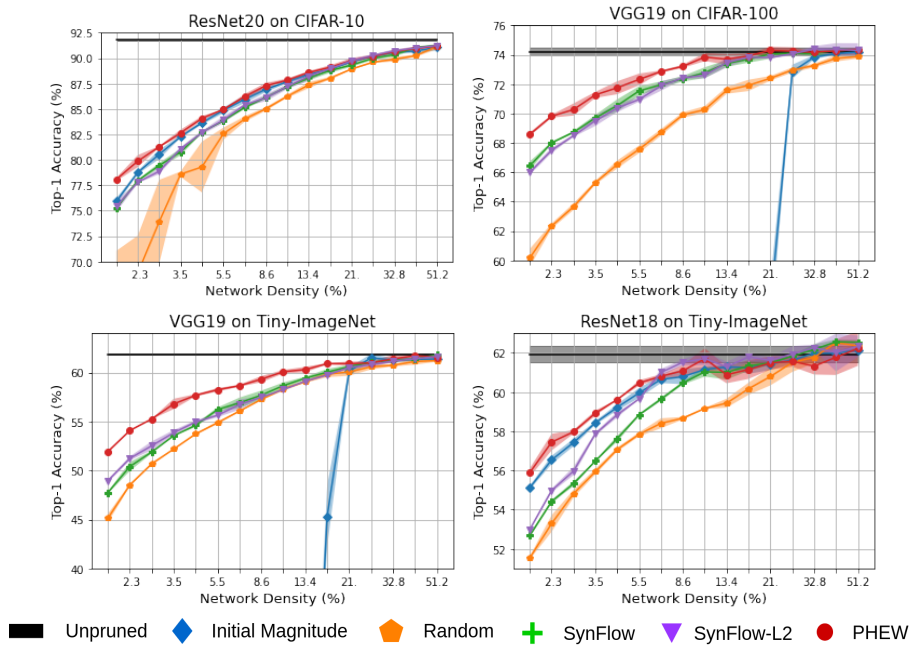 ResNet20 on CIFAR-10
Top-1 Accuracy (%)
92.5
90.0
87.5
85.0
82.5
80.0
77.5
75.0
72.5
70.0
2.3 3.5 5.5 8.6 13.4 21. 32.8 51.2
Network Density (%)
VGG19 on CIFAR-100
Top-1 Accuracy (%)
76
74
72
70
68
66
64
62
60
2.3 3.5 5.5 8.6 13.4 21. 32.8 51.2
Network Density (%)
VGG19 on Tiny-ImageNet
Top-1 Accuracy (%)
60
55
50
45
40
2.3 3.5 5.5 8.6 13.4 21. 32.8 51.2
Network Density (%)
ResNet18 on Tiny-ImageNet
Top-1 Accuracy (%)
62
60
58
56
54
52
2.3 3.5 5.5 8.6 13.4 21. 32.8 51.2
Network Density (%)
Unpruned Initial Magnitude Random SynFlow SynFlow-L2 PHEW